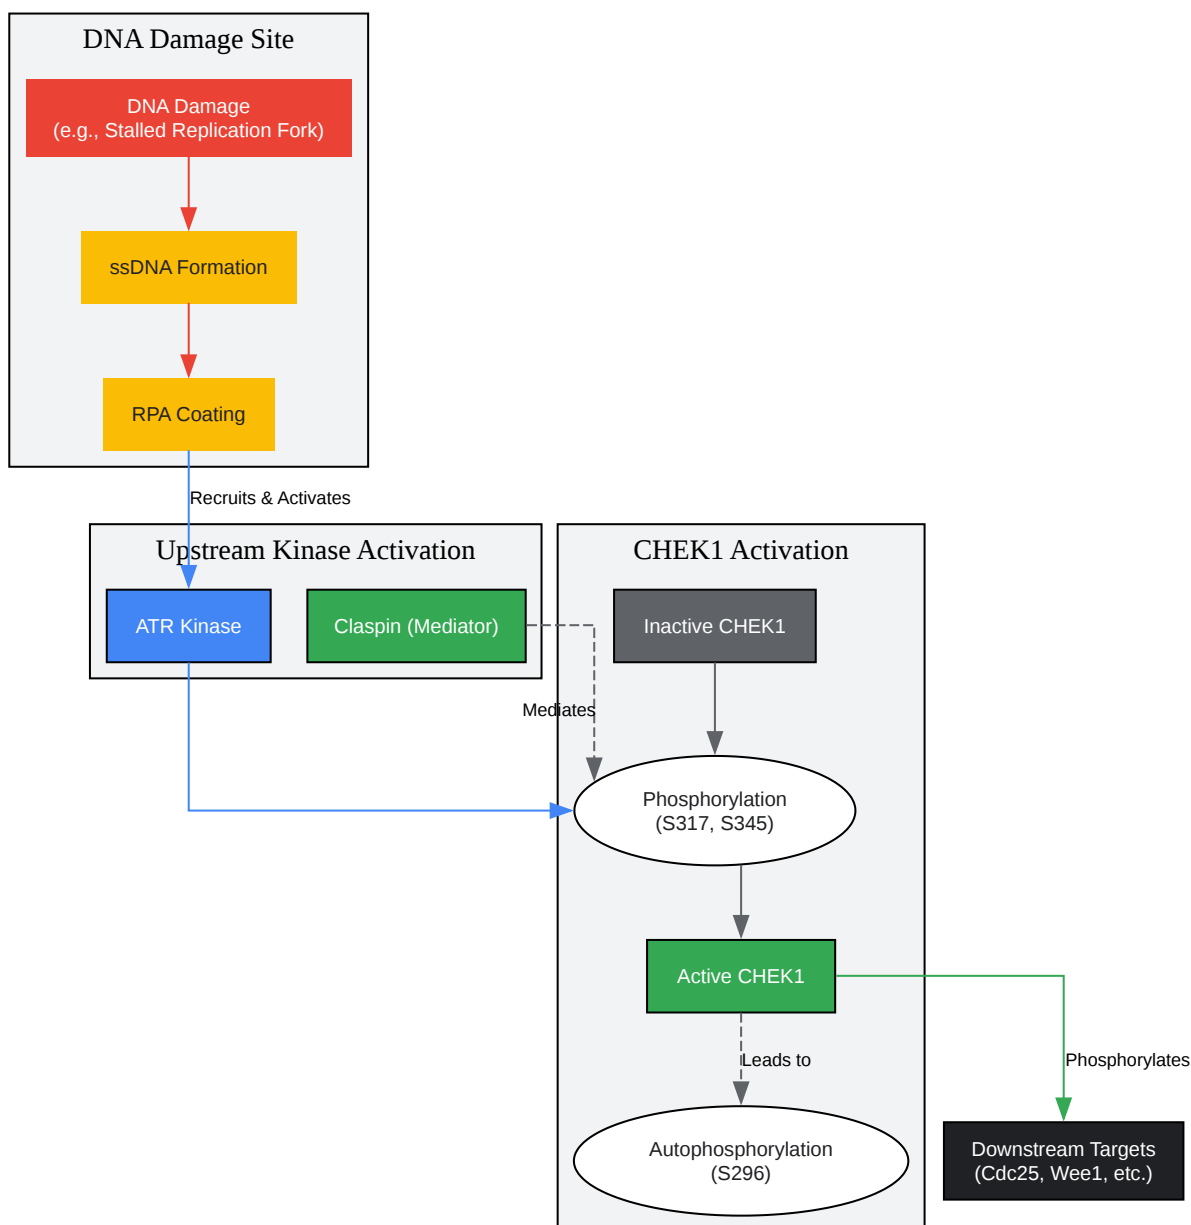 DNA Damage Site
DNA Damage
(e.g., Stalled Replication Fork)
ssDNA Formation
RPA Coating
Recruits & Activates
Upstream Kinase Activation
CHEK1 Activation
ATR Kinase
Claspin (Mediator)
Inactive CHEK1
Mediates
Phosphorylation
(S317, S345)
Active CHEK1
Leads to
Phosphorylates
Autophosphorylation
(S296)
Downstream Targets
(Cdc25, Wee1, etc.)